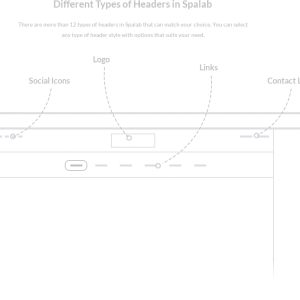 Different Types of Headers in Spalab
There are more than 12 types of headers in Spalab that can match your choice. You can select
any type of header style with options that suits your need.
Logo
Links
Social Icons
Contact